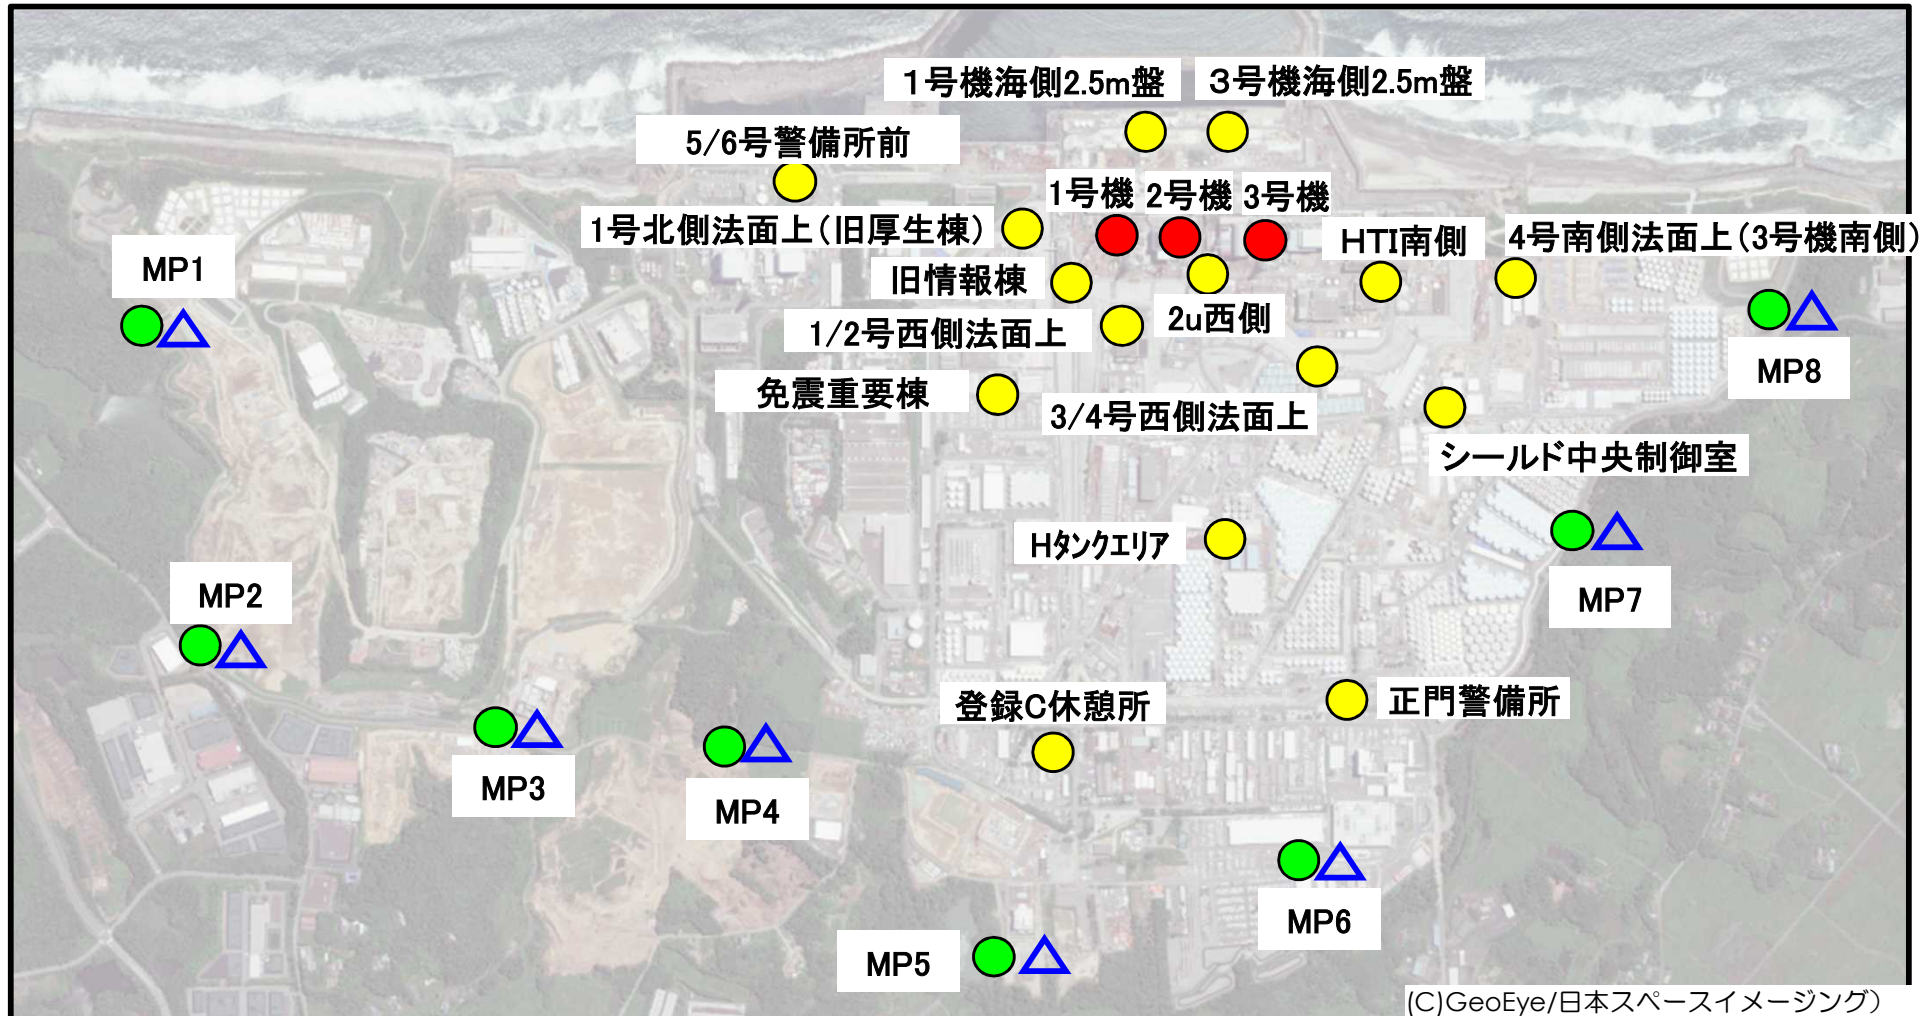 １号機海側2.5m盤
３号機海側2.5m盤
5/6号警備所前
1号機
2号機
3号機
1号北側法面上（旧厚生棟）
HTI南側
4号南側法面上（3号機南側）
MP1
旧情報棟
2u西側
1/2号西側法面上
MP8
免震重要棟
3/4号西側法面上
シールド中央制御室
Hﾀﾝｸｴﾘｱ
MP2
MP7
登録C休憩所
正門警備所
MP3
MP4
MP6
MP5
(C)GeoEye/日本スペースイメージング）